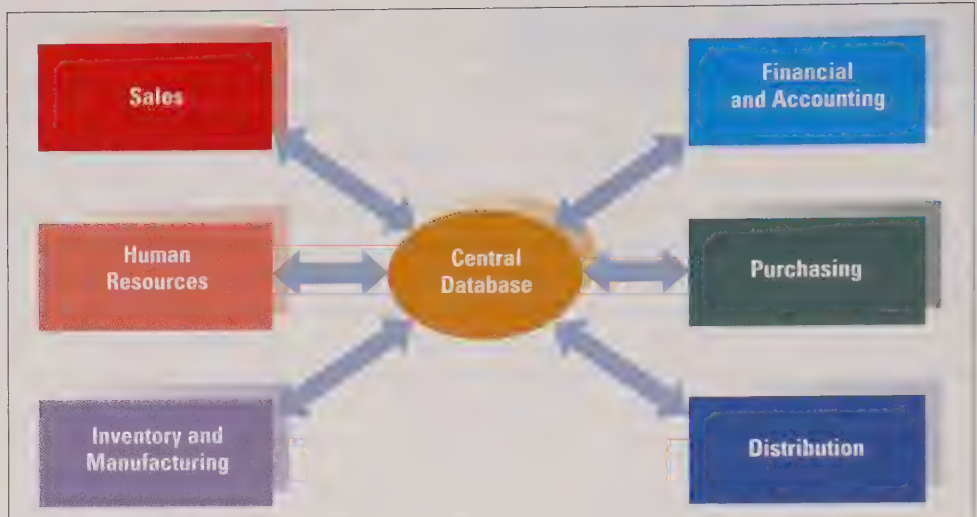 Sales
Financial
and Accounting
Human
Resources
Central
Database
Purchasing
Inventory and
Manufacturing
Distribution